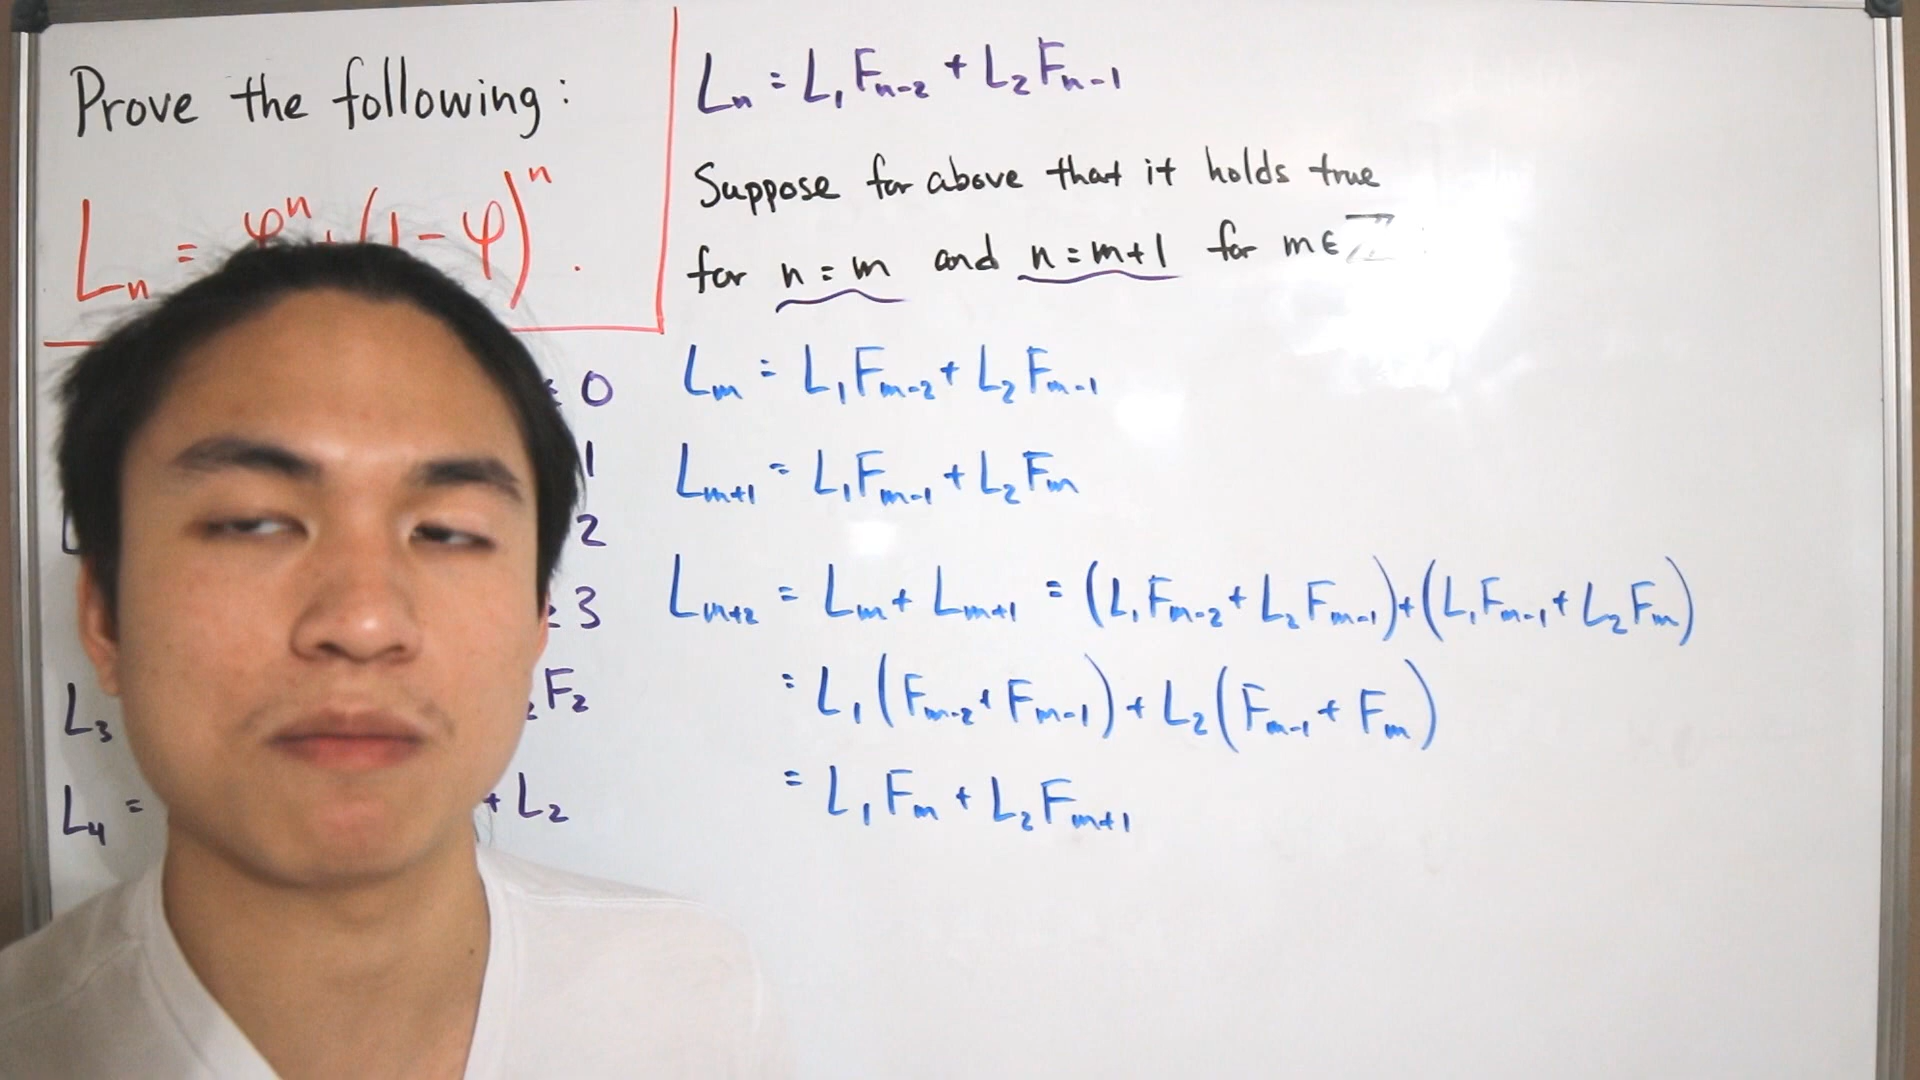 Prove the following:
Lₙ = φⁿ + (1-φ)ⁿ.
0
1
2
3
L₃ F₂
L₄ = + L₂
Lₙ = L₁Fₙ₋₂ + L₂Fₙ₋₁
Suppose for above that it holds true
for n = m and n = m+1 for m ∈ ℤ
Lₘ = L₁Fₘ₋₂ + L₂Fₘ₋₁
Lₘ₊₁ = L₁Fₘ₋₁ + L₂Fₘ
Lₘ₊₂ = Lₘ + Lₘ₊₁ = (L₁Fₘ₋₂ + L₂Fₘ₋₁) + (L₁Fₘ₋₁ + L₂Fₘ)
= L₁(Fₘ₋₂ + Fₘ₋₁) + L₂(Fₘ₋₁ + Fₘ)
= L₁Fₘ + L₂Fₘ₊₁